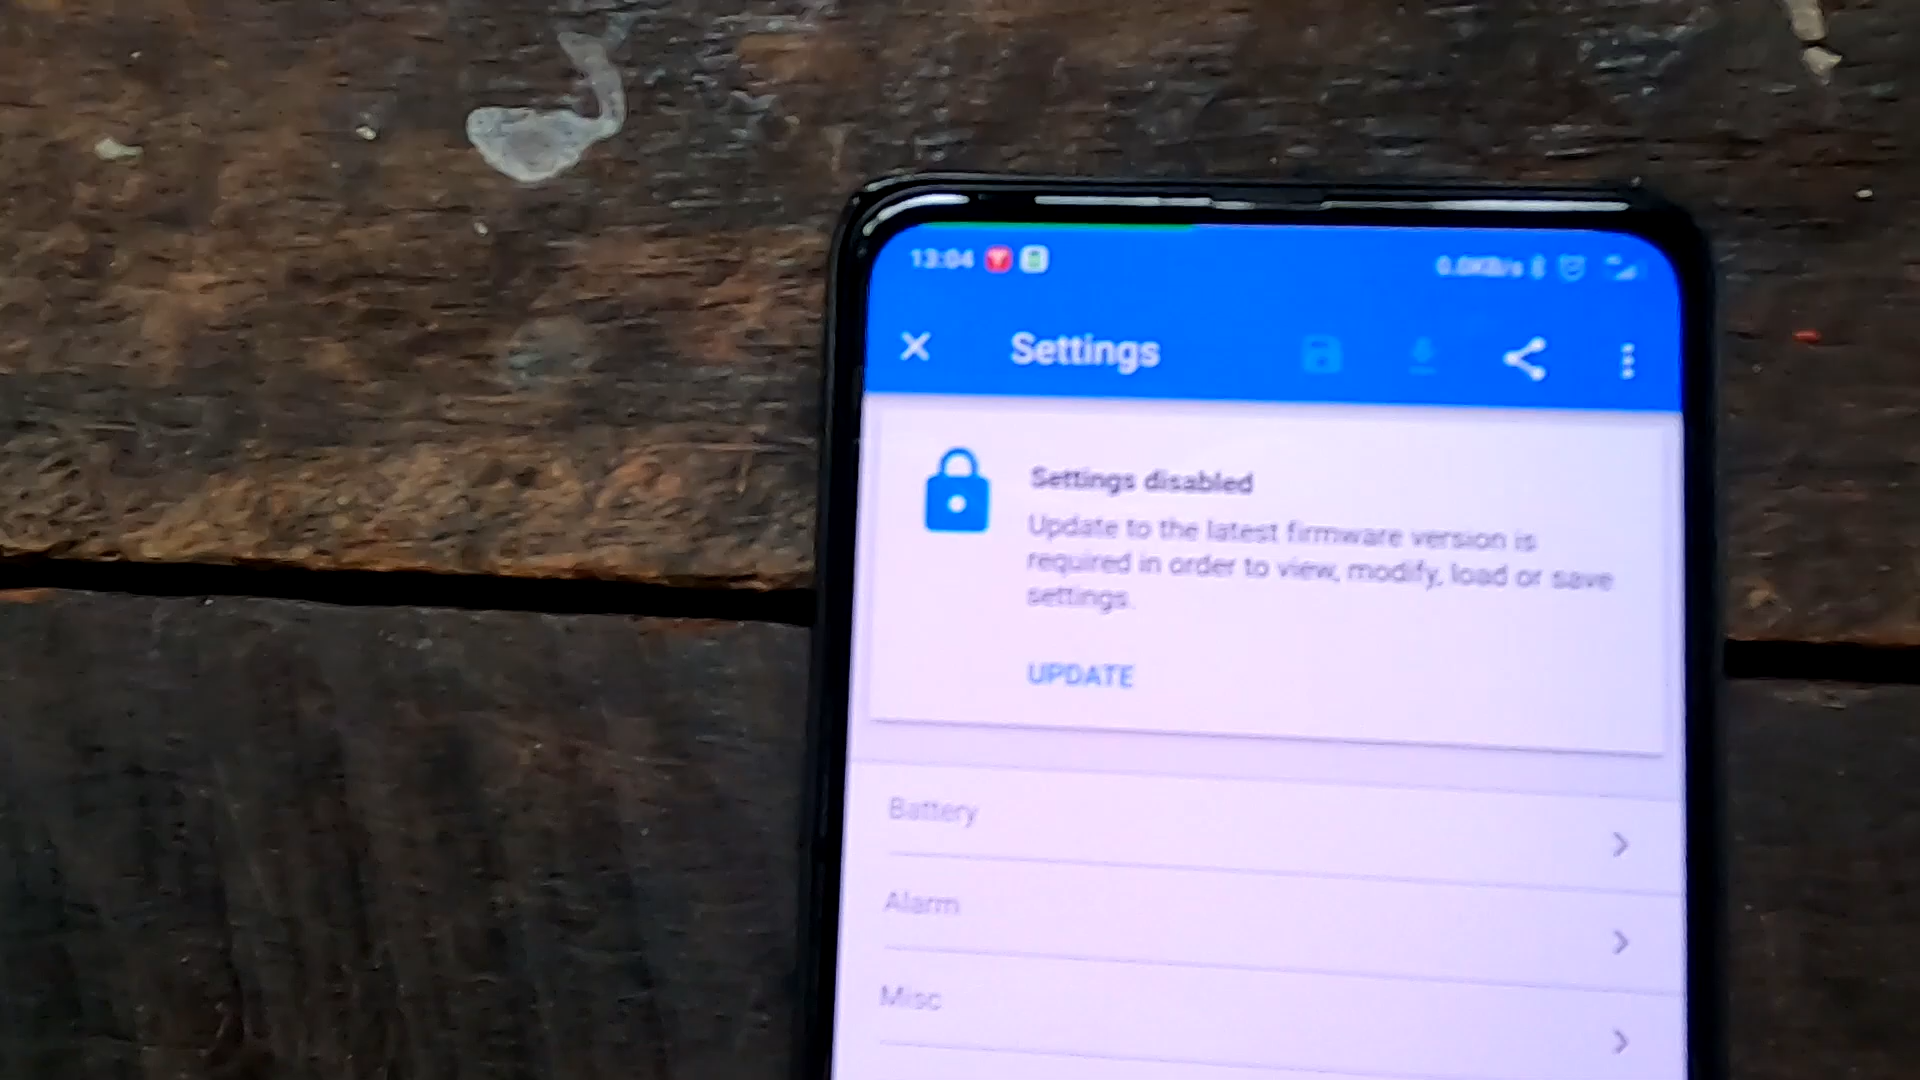 13:04 0.0KB/s
Settings
Settings disabled
Update to the latest firmware version is
required in order to view, modify, load or save
settings.
UPDATE
Battery
Alarm
Misc